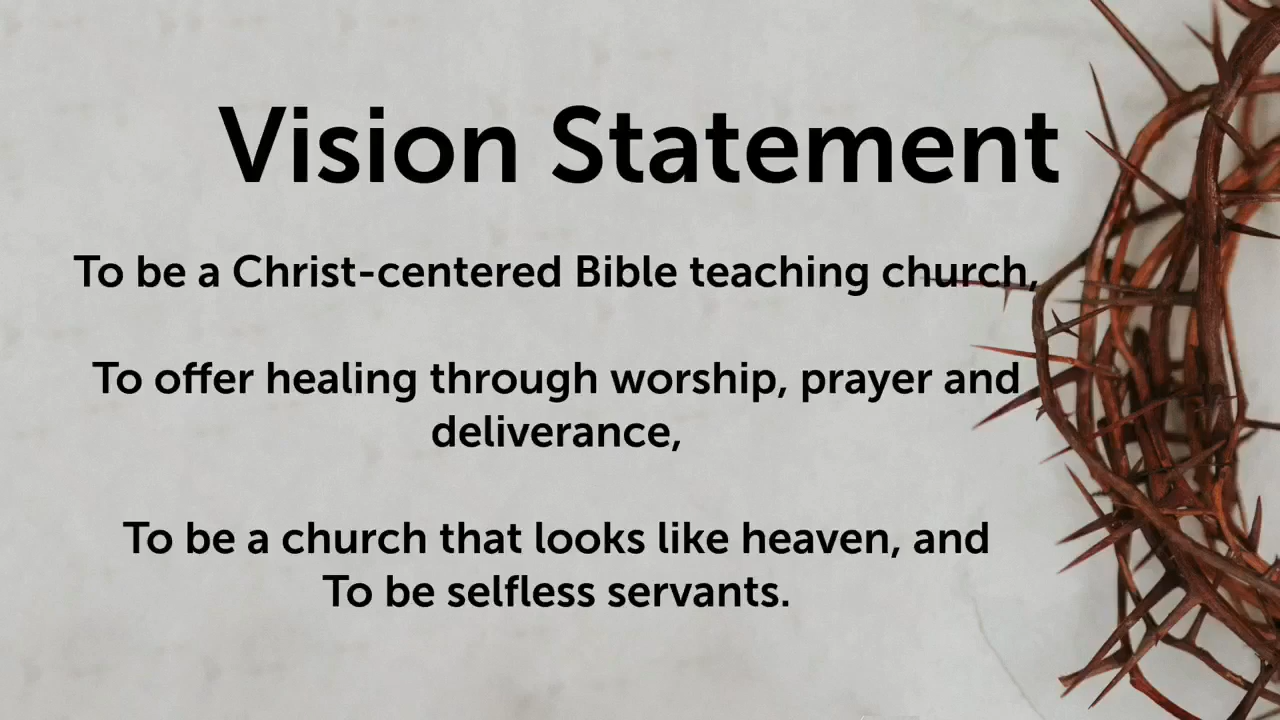 Vision Statement
To be a Christ-centered Bible teaching church,
To offer healing through worship, prayer and
deliverance,
To be a church that looks like heaven, and
To be selfless servants.